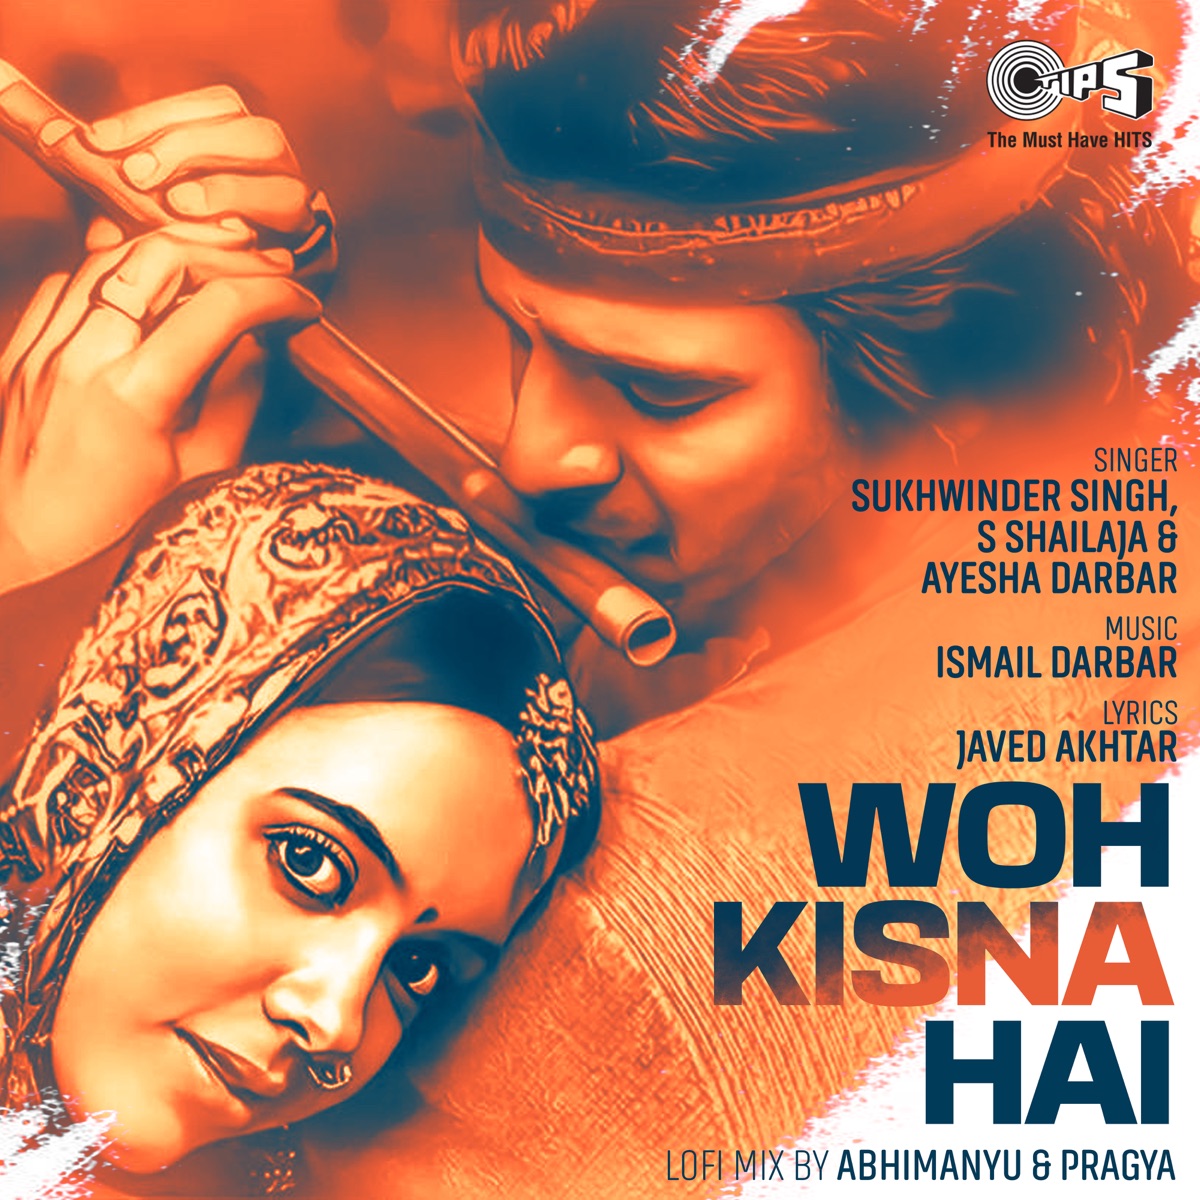 TIPS
The Must Have HITS
SINGER
SUKHWINDER SINGH,
S SHAILAJA &
AYESHA DARBAR
MUSIC
ISMAIL DARBAR
LYRICS
JAVED AKHTAR
WOH
KISNA
HAI
LOFI MIX BY ABHIMANYU & PRAGYA